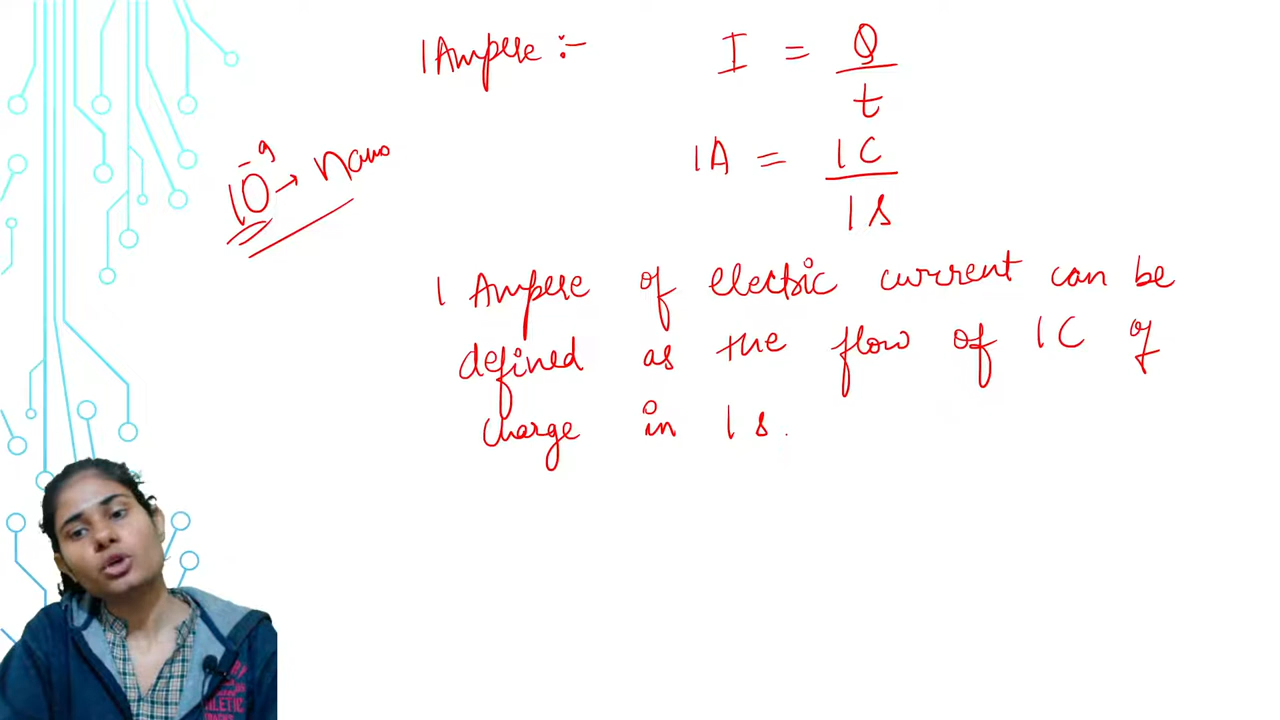 1 Ampere :-
I = Q/t
10⁻⁹ → nano
1A = 1C/1s
1 Ampere of electric current can be
defined as the flow of 1C of
charge in 1s.
ATHLETIC